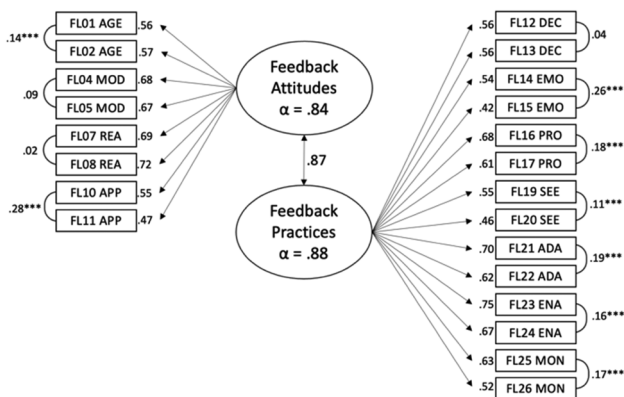 FL01 AGE .56
.14***
FL02 AGE .57
FL04 MOD .68
.09
FL05 MOD .67
FL07 REA .69
.02
FL08 REA .72
FL10 APP .55
.28***
FL11 APP .47
Feedback
Attitudes
α = .84
.87
Feedback
Practices
α = .88
.56 FL12 DEC
.04
.56 FL13 DEC
.54 FL14 EMO
.26***
.42 FL15 EMO
.68 FL16 PRO
.18***
.61 FL17 PRO
.55 FL19 SEE
.11***
.46 FL20 SEE
.70 FL21 ADA
.19***
.62 FL22 ADA
.75 FL23 ENA
.16***
.67 FL24 ENA
.63 FL25 MON
.17***
.52 FL26 MON